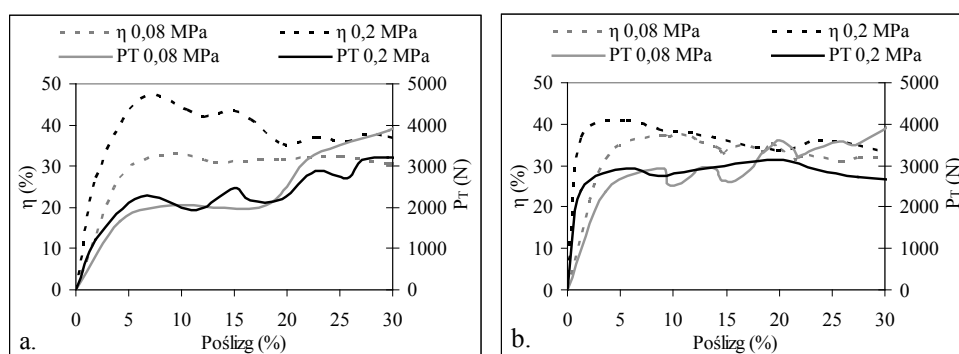 η 0,08 MPa η 0,2 MPa
PT 0,08 MPa PT 0,2 MPa
50 5000
40 4000
30 3000
20 2000
10 1000
0 0
η (%)
PT (N)
0 5 10 15 20 25 30
Poślizg (%)
a.
η 0,08 MPa η 0,2 MPa
PT 0,08 MPa PT 0,2 MPa
50 5000
40 4000
30 3000
20 2000
10 1000
0 0
η (%)
PT (N)
0 5 10 15 20 25 30
Poślizg (%)
b.